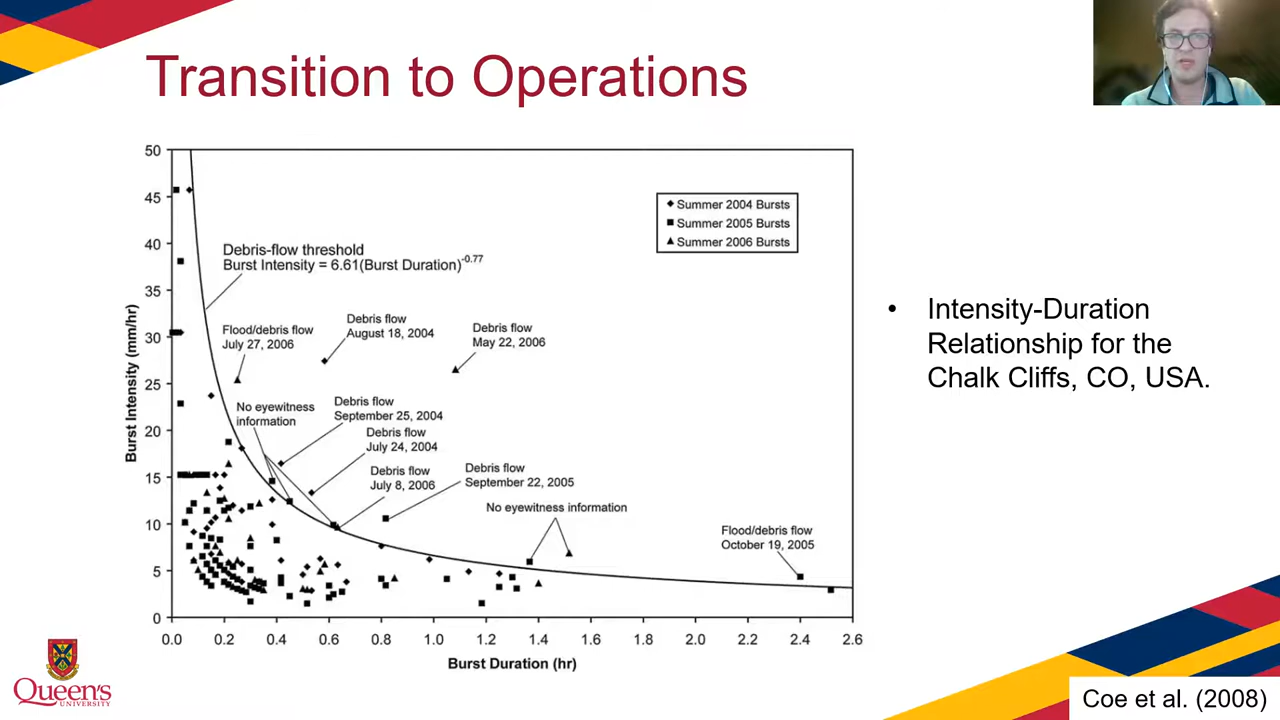 Transition to Operations
50
45
40
35
30
25
20
15
10
5
0
Burst Intensity (mm/hr)
Summer 2004 Bursts
Summer 2005 Bursts
Summer 2006 Bursts
Debris-flow threshold
Burst Intensity = 6.61(Burst Duration)-0.77
Flood/debris flow
July 27, 2006
Debris flow
August 18, 2004
Debris flow
May 22, 2006
No eyewitness
information
Debris flow
September 25, 2004
Debris flow
July 24, 2004
Debris flow
July 8, 2006
Debris flow
September 22, 2005
No eyewitness information
Flood/debris flow
October 19, 2005
0.0 0.2 0.4 0.6 0.8 1.0 1.2 1.4 1.6 1.8 2.0 2.2 2.4 2.6
Burst Duration (hr)
• Intensity-Duration
Relationship for the
Chalk Cliffs, CO, USA.
Queen's
UNIVERSITY
Coe et al. (2008)